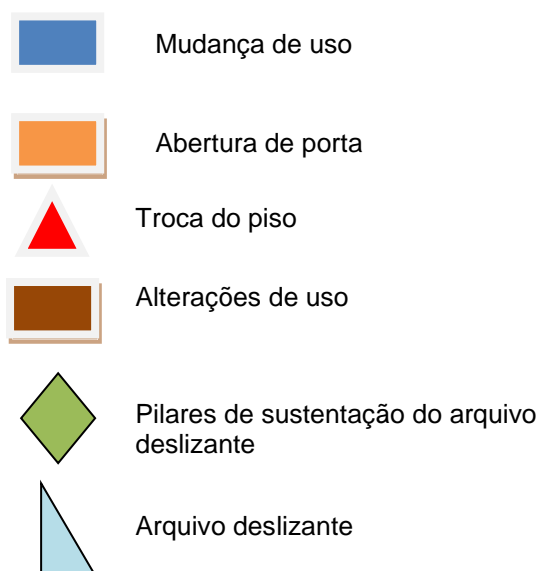 Mudança de uso
Abertura de porta
Troca do piso
Alterações de uso
Pilares de sustentação do arquivo
deslizante
Arquivo deslizante